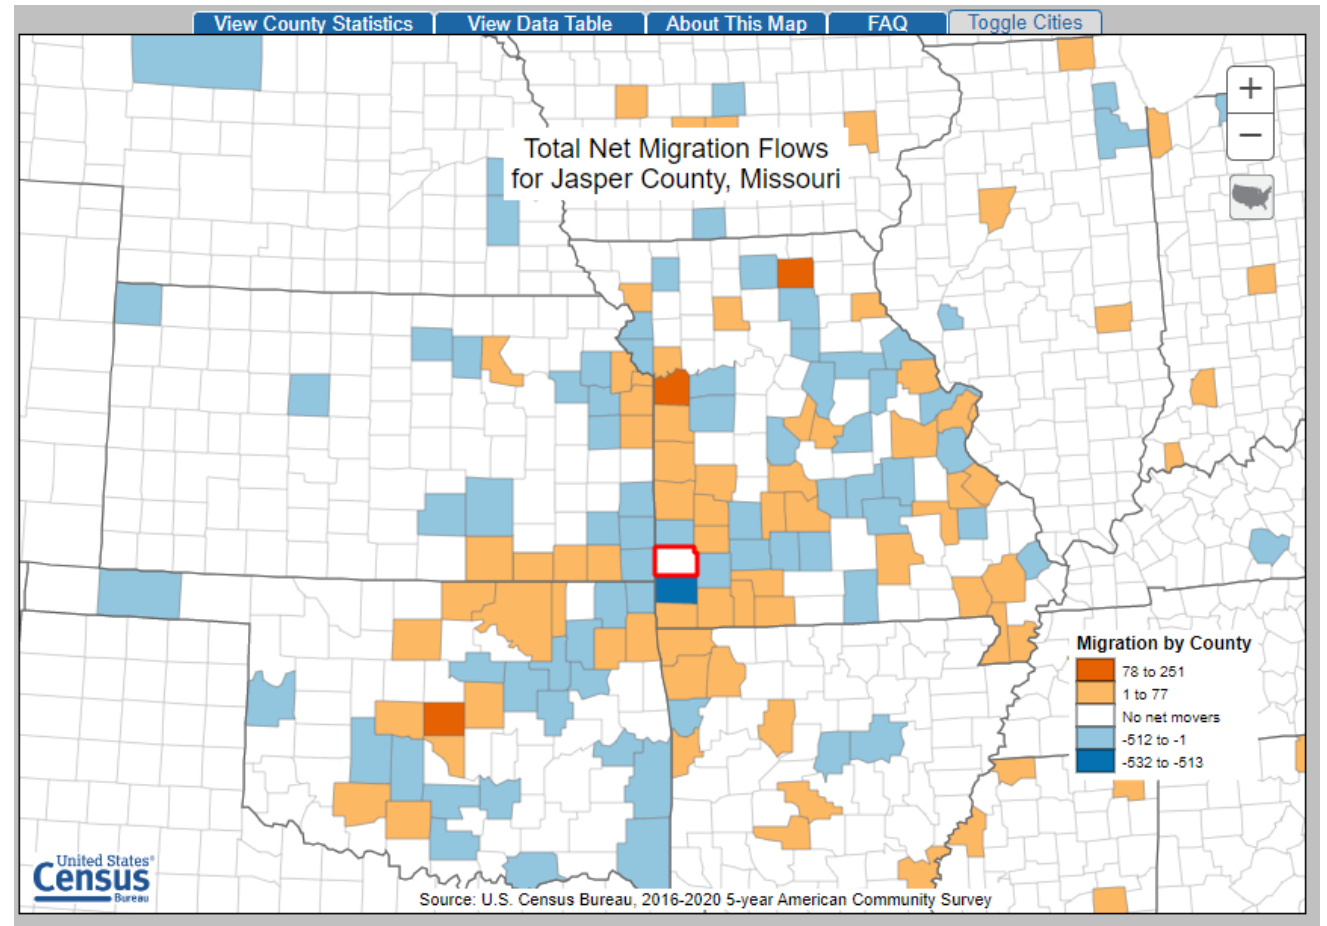 View County Statistics
View Data Table
About This Map
FAQ
Toggle Cities
+
−
Total Net Migration Flows
for Jasper County, Missouri
Migration by County
78 to 251
1 to 77
No net movers
-512 to -1
-532 to -513
United States®
Census
Bureau
Source: U.S. Census Bureau, 2016-2020 5-year American Community Survey